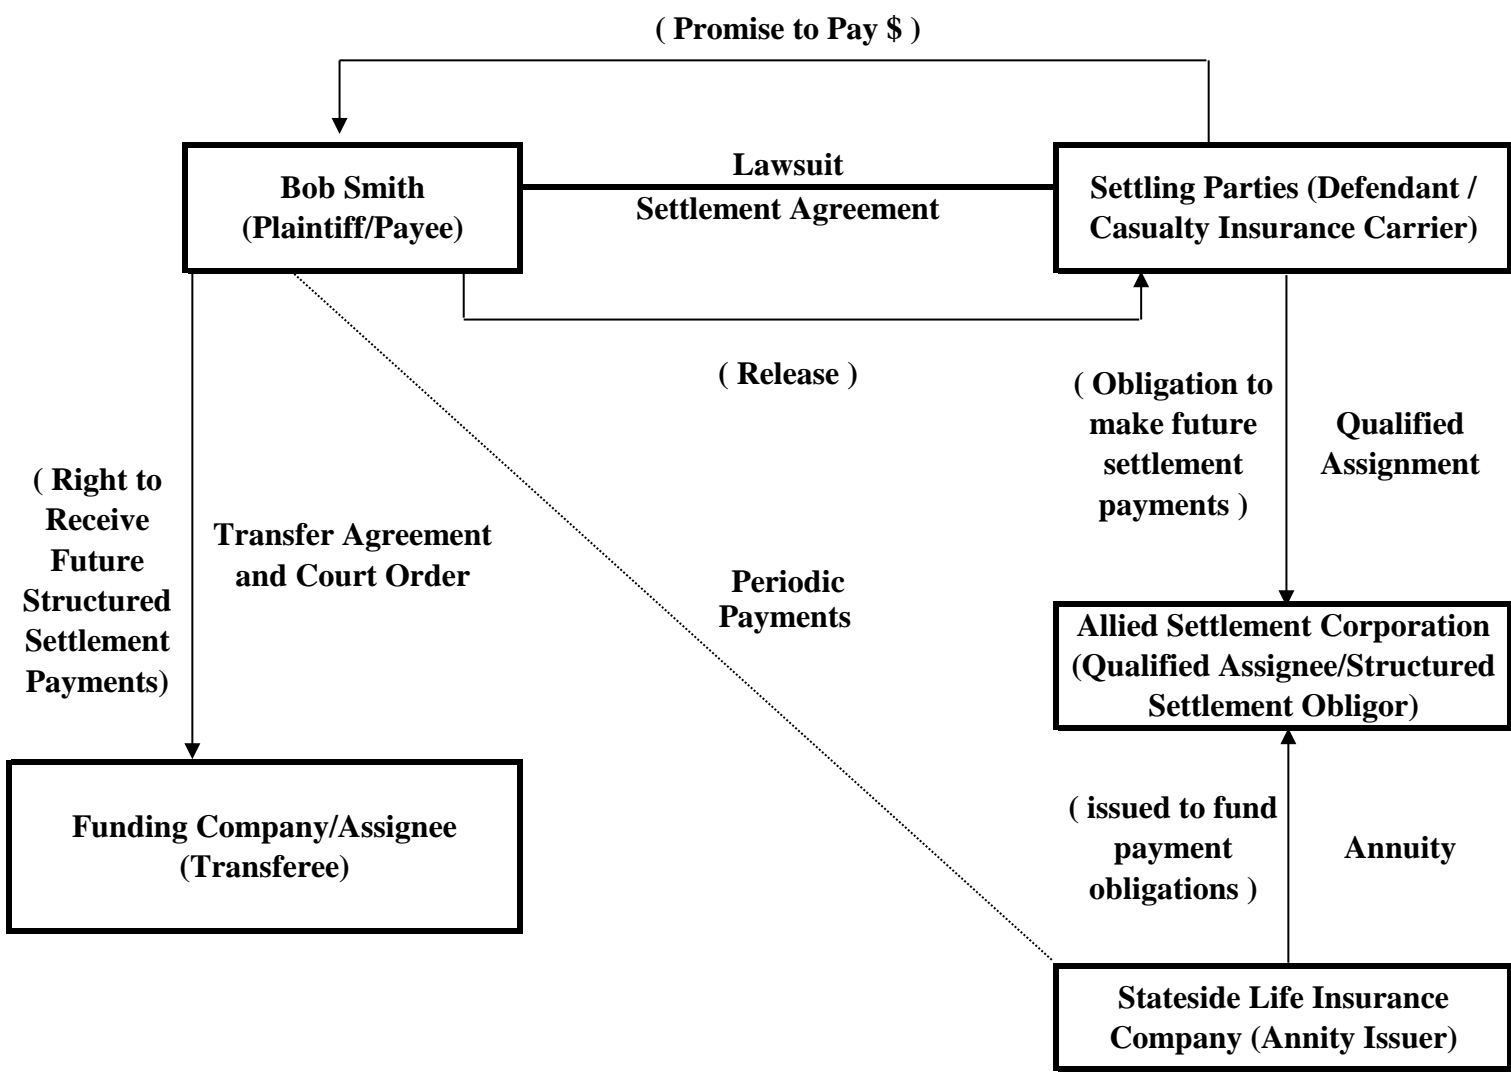 ( Promise to Pay $ )
Bob Smith
(Plaintiff/Payee)
Lawsuit
Settlement Agreement
Settling Parties (Defendant /
Casualty Insurance Carrier)
( Release )
( Obligation to
make future
settlement
payments )
Qualified
Assignment
( Right to
Receive
Future
Structured
Settlement
Payments)
Transfer Agreement
and Court Order
Periodic
Payments
Allied Settlement Corporation
(Qualified Assignee/Structured
Settlement Obligor)
Funding Company/Assignee
(Transferee)
( issued to fund
payment
obligations )
Annuity
Stateside Life Insurance
Company (Annity Issuer)